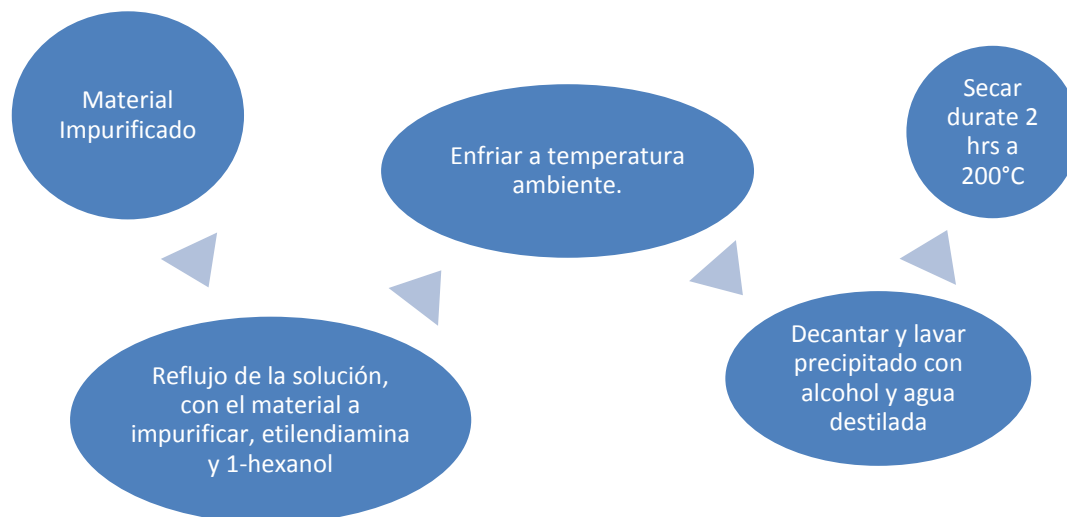 Material
Impurificado
Reflujo de la solución,
con el material a
impurificar, etilendiamina
y 1-hexanol
Enfriar a temperatura
ambiente.
Decantar y lavar
precipitado con
alcohol y agua
destilada
Secar
durate 2
hrs a
200°C